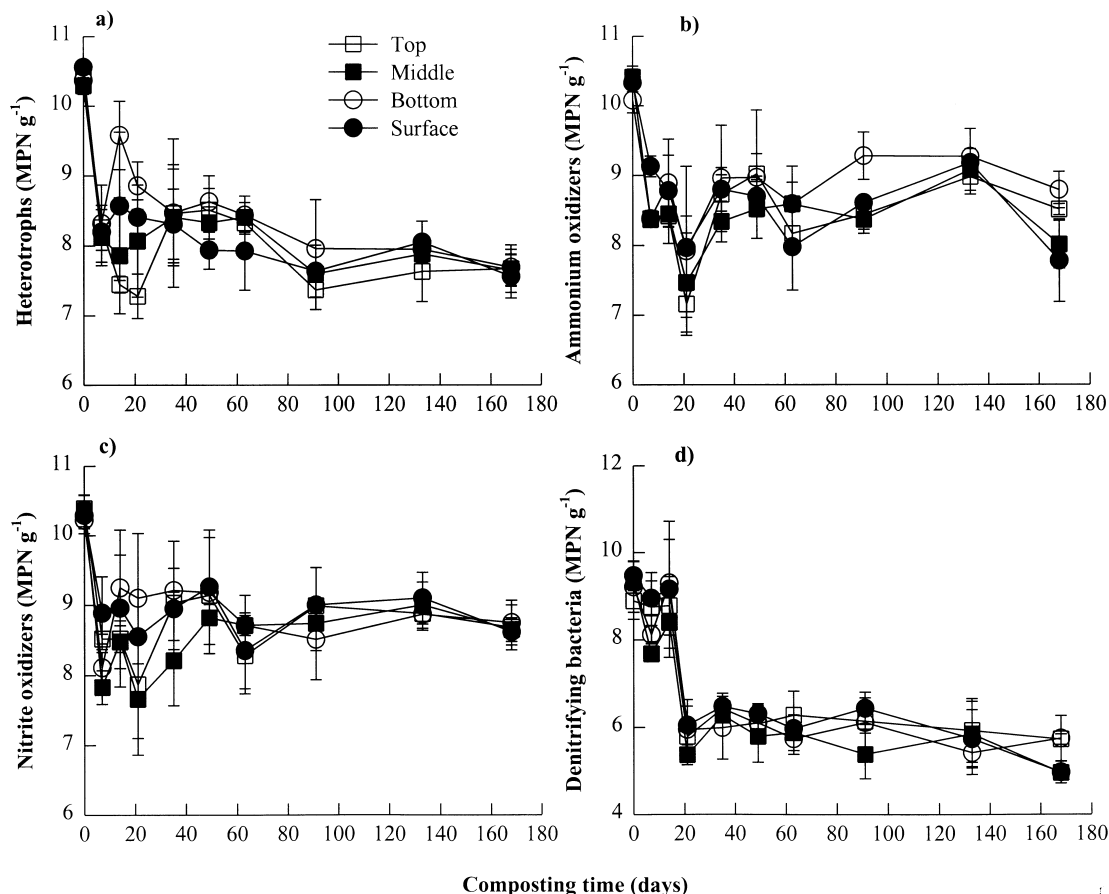 a)
Heterotrophs (MPN g-1)
11
10
9
8
7
6
0 20 40 60 80 100 120 140 160 180
Top
Middle
Bottom
Surface
b)
Ammonium oxidizers (MPN g-1)
11
10
9
8
7
6
0 20 40 60 80 100 120 140 160 180
c)
Nitrite oxidizers (MPN g-1)
11
10
9
8
7
6
0 20 40 60 80 100 120 140 160 180
d)
Denitrifying bacteria (MPN g-1)
12
10
8
6
4
0 20 40 60 80 100 120 140 160 180
Composting time (days)